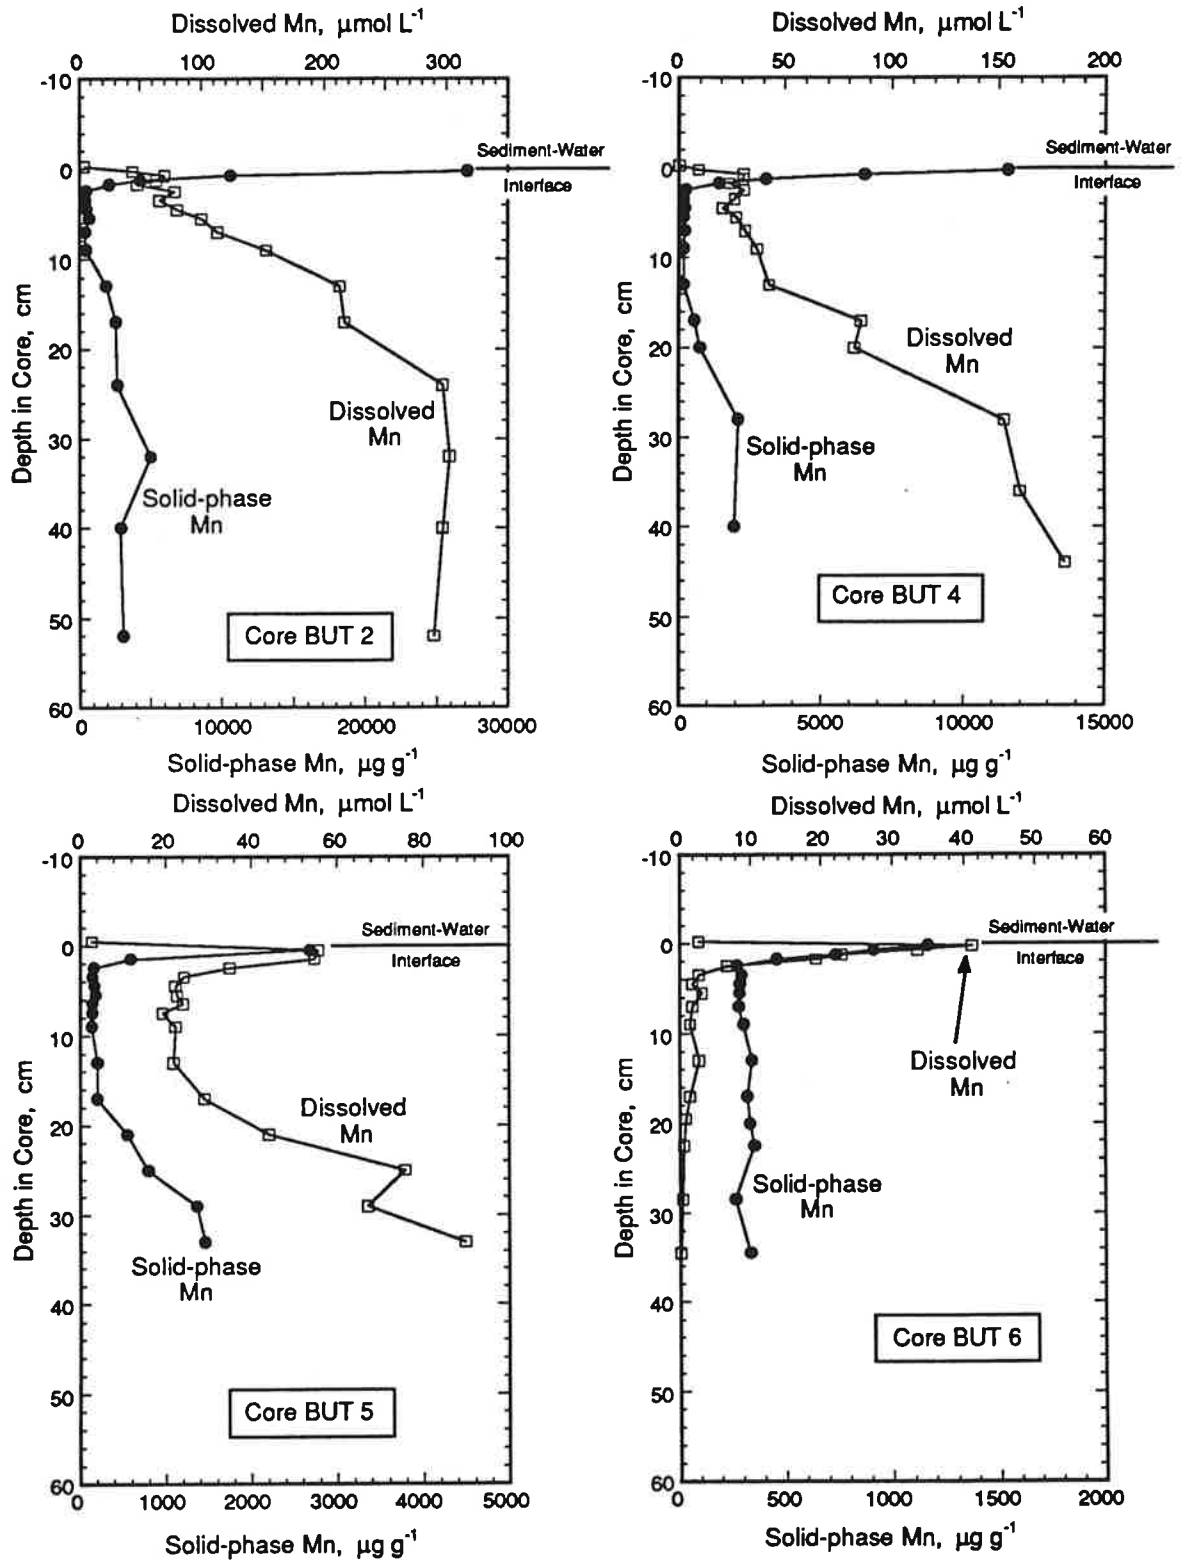 Dissolved Mn, µmol L-1
0 100 200 300
-10
0
10
20
30
40
50
60
Depth in Core, cm
Sediment-Water
Interface
Dissolved
Mn
Solid-phase
Mn
Core BUT 2
0 10000 20000 30000
Solid-phase Mn, µg g-1
Dissolved Mn, µmol L-1
0 50 100 150 200
-10
0
10
20
30
40
50
60
Depth in Core, cm
Sediment-Water
Interface
Dissolved
Mn
Solid-phase
Mn
Core BUT 4
0 5000 10000 15000
Solid-phase Mn, µg g-1
Dissolved Mn, µmol L-1
0 20 40 60 80 100
-10
0
10
20
30
40
50
60
Depth in Core, cm
Sediment-Water
Interface
Dissolved
Mn
Solid-phase
Mn
Core BUT 5
0 1000 2000 3000 4000 5000
Solid-phase Mn, µg g-1
Dissolved Mn, µmol L-1
0 10 20 30 40 50 60
-10
0
10
20
30
40
50
60
Depth in Core, cm
Sediment-Water
Interface
Dissolved
Mn
Solid-phase
Mn
Core BUT 6
0 500 1000 1500 2000
Solid-phase Mn, µg g-1